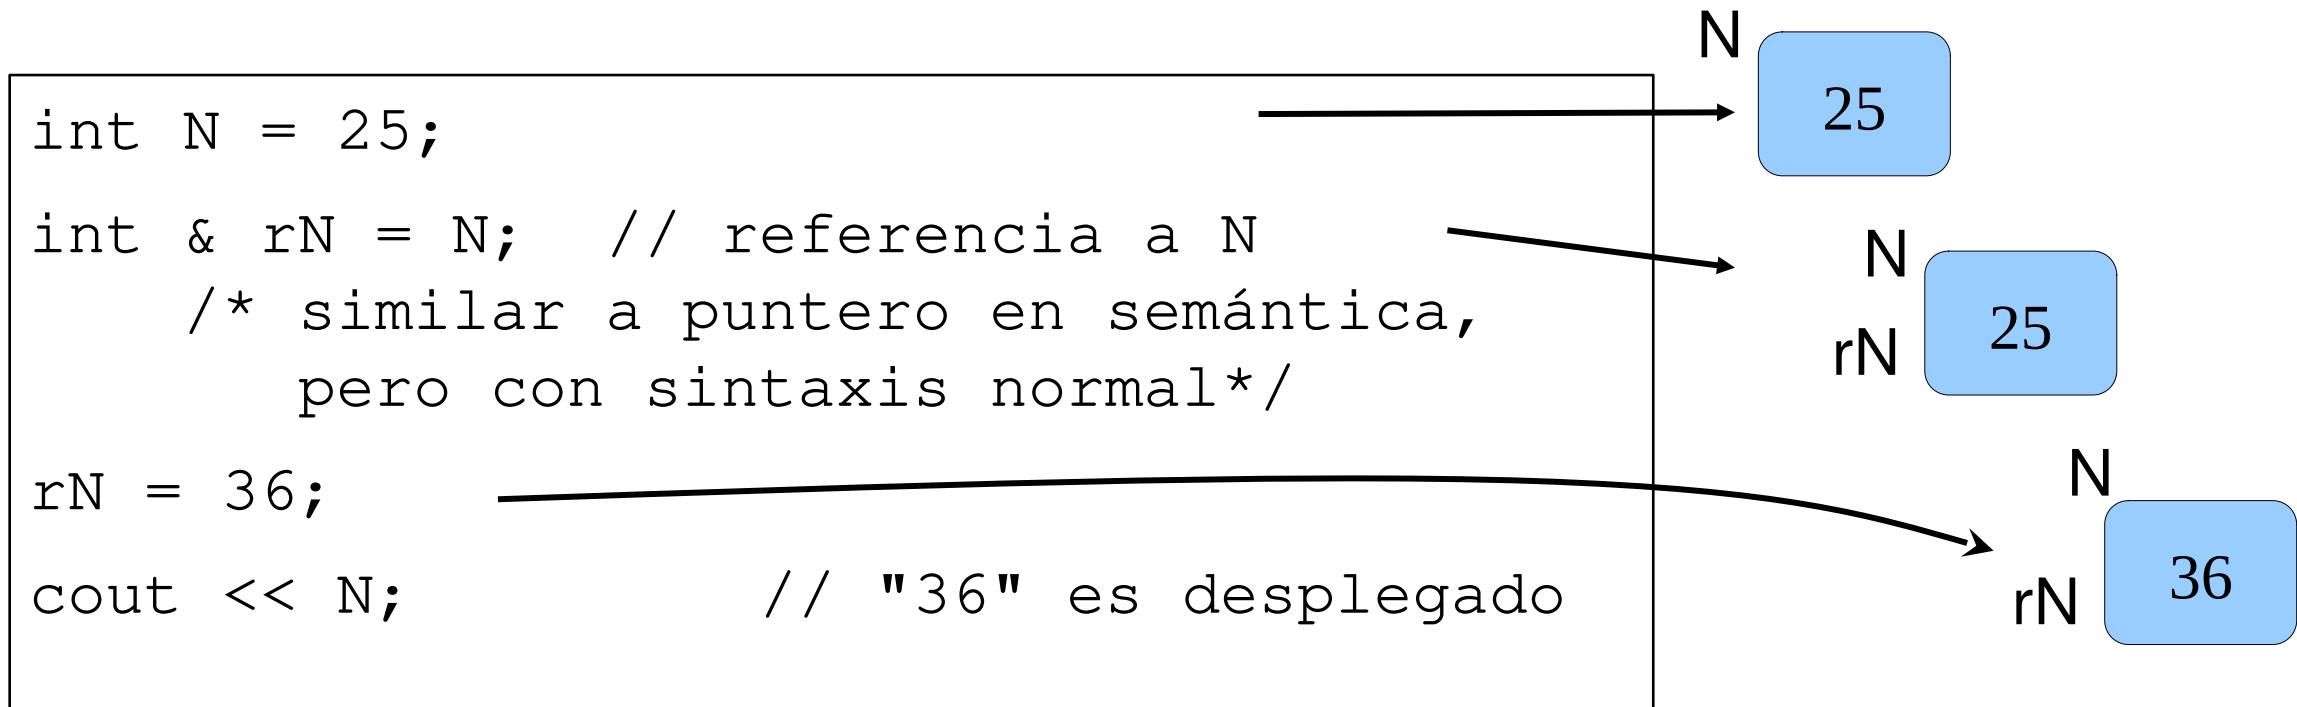 int N = 25;
int & rN = N;  // referencia a N
/* similar a puntero en semántica,
pero con sintaxis normal*/
rN = 36;
cout << N;  // "36" es desplegado
N
25
N
rN
25
N
rN
36